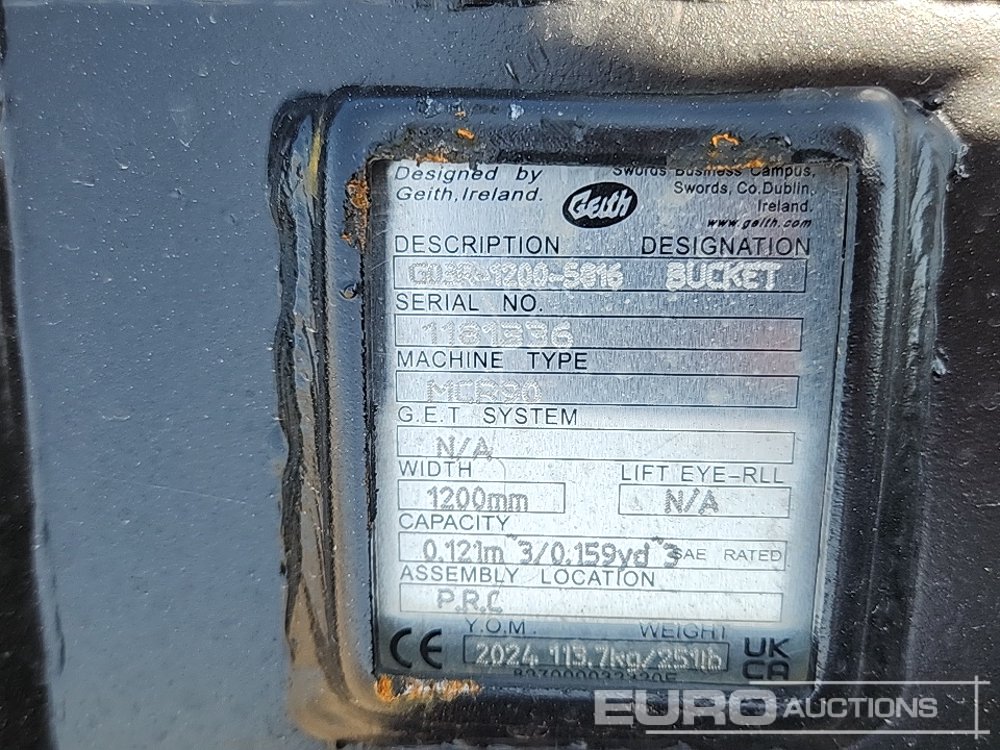 Designed by
Geith, Ireland.
Geith
Swords Business Campus,
Swords, Co.Dublin,
Ireland.
www.geith.com
DESCRIPTION DESIGNATION
BUCKET
SERIAL NO.
MACHINE TYPE
MCR90
G.E.T SYSTEM
N/A
WIDTH LIFT EYE-RLL
1200mm N/A
CAPACITY
0.121m^3/0.159yd^3 SAE RATED
ASSEMBLY LOCATION
P.R.C
Y.O.M. WEIGHT
CE 2024 113.7kg/251lb UK
CA
EURO AUCTIONS